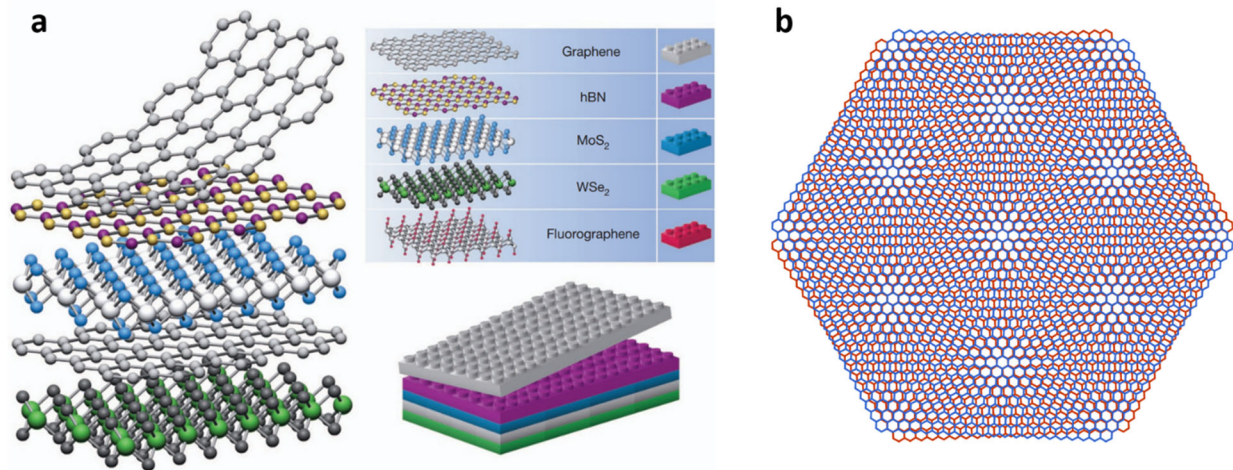 a
b
Graphene
hBN
MoS₂
WSe₂
Fluorographene